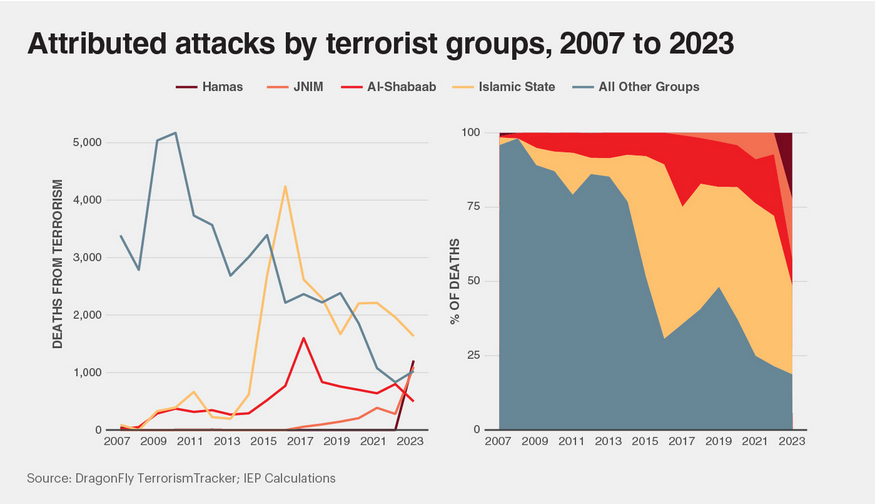 Attributed attacks by terrorist groups, 2007 to 2023
Hamas JNIM Al-Shabaab Islamic State All Other Groups
DEATHS FROM TERRORISM
5,000
4,000
3,000
2,000
1,000
0
2007 2009 2011 2013 2015 2017 2019 2021 2023
% OF DEATHS
100
75
50
25
0
2007 2009 2011 2013 2015 2017 2019 2021 2023
Source: DragonFly TerrorismTracker; IEP Calculations